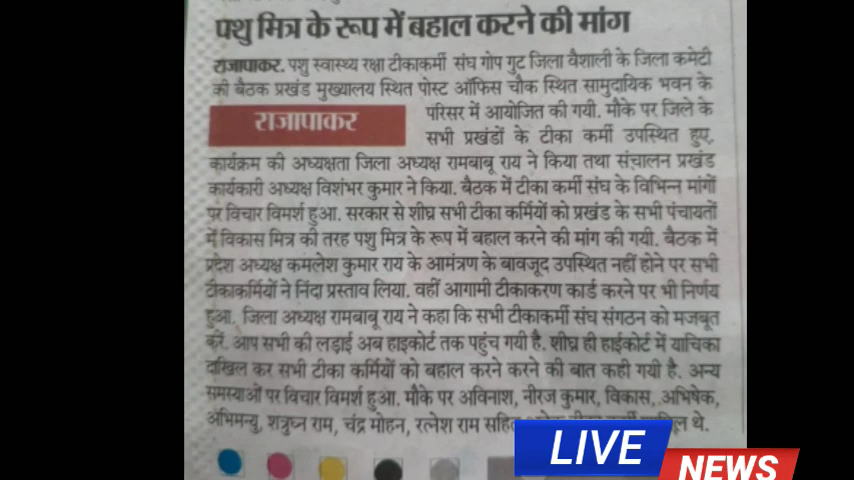 पशु मित्र के रूप में बहाल करने की मांग
राजापाकर. पशु स्वास्थ्य रक्षा टीकाकर्मी संघ गोप गुट जिला वैशाली के जिला कमेटी
की बैठक प्रखंड मुख्यालय स्थित पोस्ट ऑफिस चौक स्थित सामुदायिक भवन के
राजापाकर
परिसर में आयोजित की गयी. मौके पर जिले के
सभी प्रखंडों के टीका कर्मी उपस्थित हुए.
कार्यक्रम की अध्यक्षता जिला अध्यक्ष रामबाबू राय ने किया तथा संचालन प्रखंड
कार्यकारी अध्यक्ष विशंभर कुमार ने किया. बैठक में टीका कर्मी संघ के विभिन्न मांगों
पर विचार विमर्श हुआ. सरकार से शीघ्र सभी टीका कर्मियों को प्रखंड के सभी पंचायतों
में विकास मित्र की तरह पशु मित्र के रूप में बहाल करने की मांग की गयी. बैठक में
प्रदेश अध्यक्ष कमलेश कुमार राय के आमंत्रण के बावजूद उपस्थित नहीं होने पर सभी
टीकाकर्मियों ने निंदा प्रस्ताव लिया. वहीं आगामी टीकाकरण कार्ड करने पर भी निर्णय
हुआ. जिला अध्यक्ष रामबाबू राय ने कहा कि सभी टीकाकर्मी संघ संगठन को मजबूत
करें. आप सभी की लड़ाई अब हाइकोर्ट तक पहुंच गयी है. शीघ्र ही हाईकोर्ट में याचिका
दाखिल कर सभी टीका कर्मियों को बहाल करने करने की बात कही गयी है. अन्य
समस्याओं पर विचार विमर्श हुआ. मौके पर अविनाश, नीरज कुमार, विकास, अभिषेक,
अभिमन्यु, शत्रुघ्न राम, चंद्र मोहन, रत्नेश राम सहित थे.
LIVE
NEWS